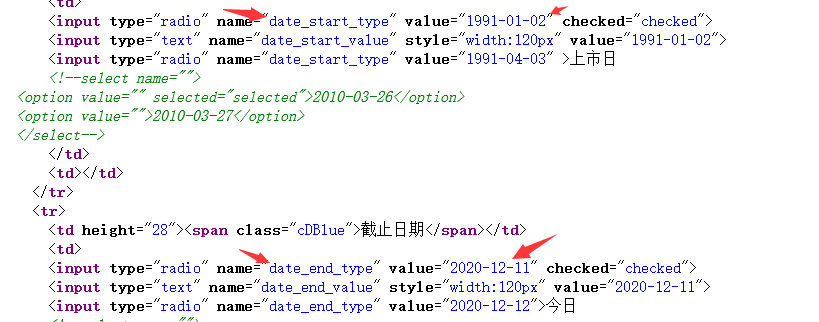 <td>
<input type="radio" name="date_start_type" value="1991-01-02" checked="checked">
<input type="text" name="date_start_value" style="width:120px" value="1991-01-02">
<input type="radio" name="date_start_type" value="1991-04-03" >上市日
<!--select name="">
<option value="" selected="selected">2010-03-26</option>
<option value="">2010-03-27</option>
</select-->
</td>
<td></td>
</tr>
<tr>
<td height="28"><span class="cDBlue">截止日期</span></td>
<td>
<input type="radio" name="date_end_type" value="2020-12-11" checked="checked">
<input type="text" name="date_end_value" style="width:120px" value="2020-12-11">
<input type="radio" name="date_end_type" value="2020-12-12">今日